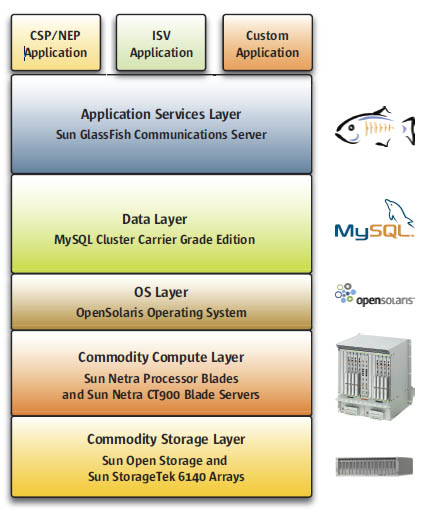 CSP/NEP
Application
ISV
Application
Custom
Application
Application Services Layer
Sun GlassFish Communications Server
Data Layer
MySQL Cluster Carrier Grade Edition
MySQL
OS Layer
OpenSolaris Operating System
opensolaris
Commodity Compute Layer
Sun Netra Processor Blades
and Sun Netra CT900 Blade Servers
Commodity Storage Layer
Sun Open Storage and
Sun StorageTek 6140 Arrays